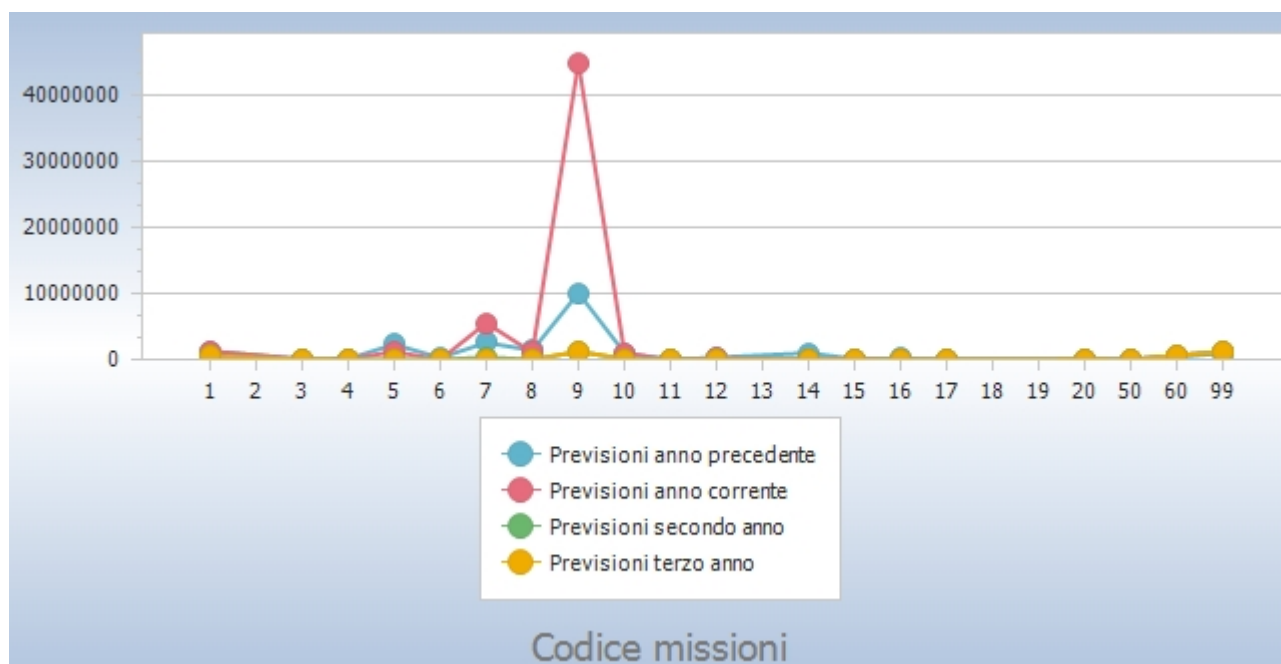 40000000
30000000
20000000
10000000
0
1 2 3 4 5 6 7 8 9 10 11 12 13 14 15 16 17 18 19 20 50 60 99
Previsioni anno precedente
Previsioni anno corrente
Previsioni secondo anno
Previsioni terzo anno
Codice missioni